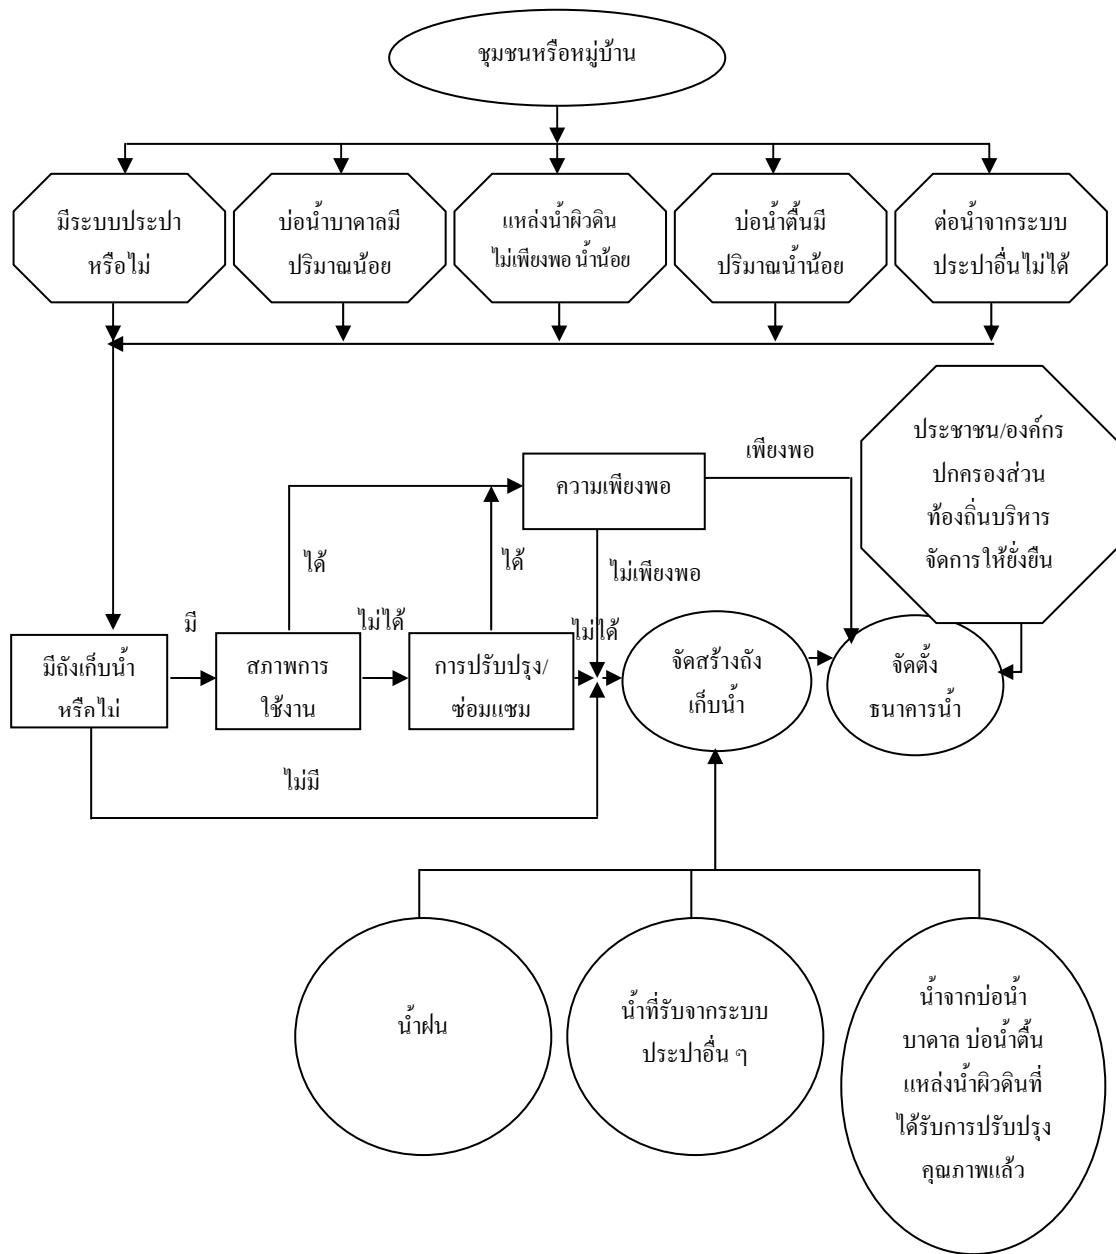 ชุมชนหรือหมู่บ้าน
มีระบบประปา
หรือไม่
บ่อน้ำบาดาลมี
ปริมาณน้อย
แหล่งน้ำผิวดิน
ไม่เพียงพอ น้ำน้อย
บ่อน้ำตื้นมี
ปริมาณน้ำน้อย
ต่อน้ำจากระบบ
ประปาอื่นไม่ได้
ประชาชน/องค์กร
ปกครองส่วน
ท้องถิ่นบริหาร
จัดการให้ยั่งยืน
เพียงพอ
ความเพียงพอ
ได้
ได้
ไม่เพียงพอ
มี
ไม่ได้
ไม่ได้
มีถังเก็บน้ำ
หรือไม่
สภาพการ
ใช้งาน
การปรับปรุง/
ซ่อมแซม
จัดสร้างถัง
เก็บน้ำ
จัดตั้ง
ธนาคารน้ำ
ไม่มี
น้ำฝน
น้ำที่รับจากระบบ
ประปาอื่น ๆ
น้ำจากบ่อน้ำ
บาดาล บ่อน้ำตื้น
แหล่งน้ำผิวดินที่
ได้รับการปรับปรุง
คุณภาพแล้ว